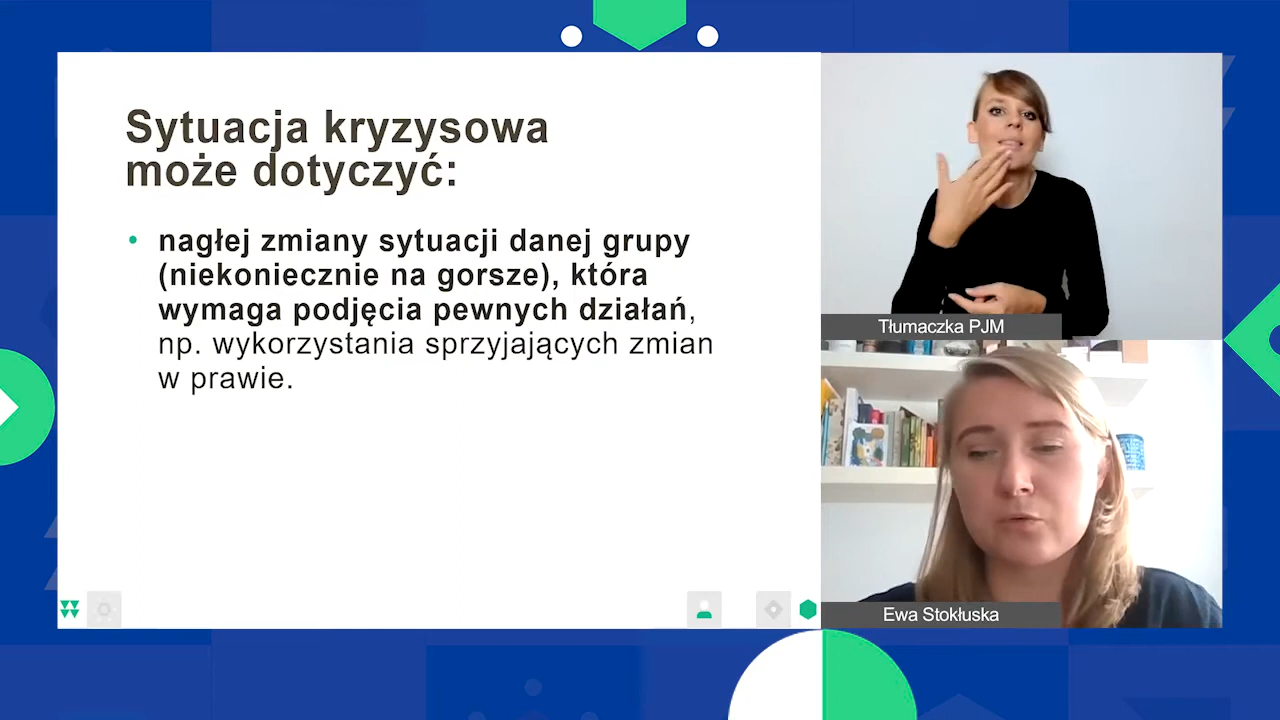 Sytuacja kryzysowa
może dotyczyć:
• nagłej zmiany sytuacji danej grupy
(niekoniecznie na gorsze), która
wymaga podjęcia pewnych działań,
np. wykorzystania sprzyjających zmian
w prawie.
Tłumaczka PJM
Ewa Stokłuska